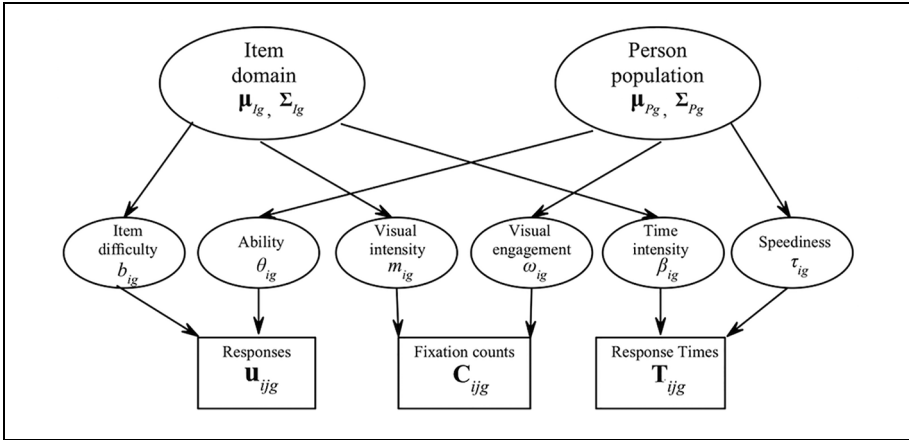 Item
domain
μIg, ΣIg
Person
population
μPg, ΣPg
Item
difficulty
big
Ability
θig
Visual
intensity
mig
Visual
engagement
ωig
Time
intensity
βig
Speediness
τig
Responses
uijg
Fixation counts
Cijg
Response Times
Tijg